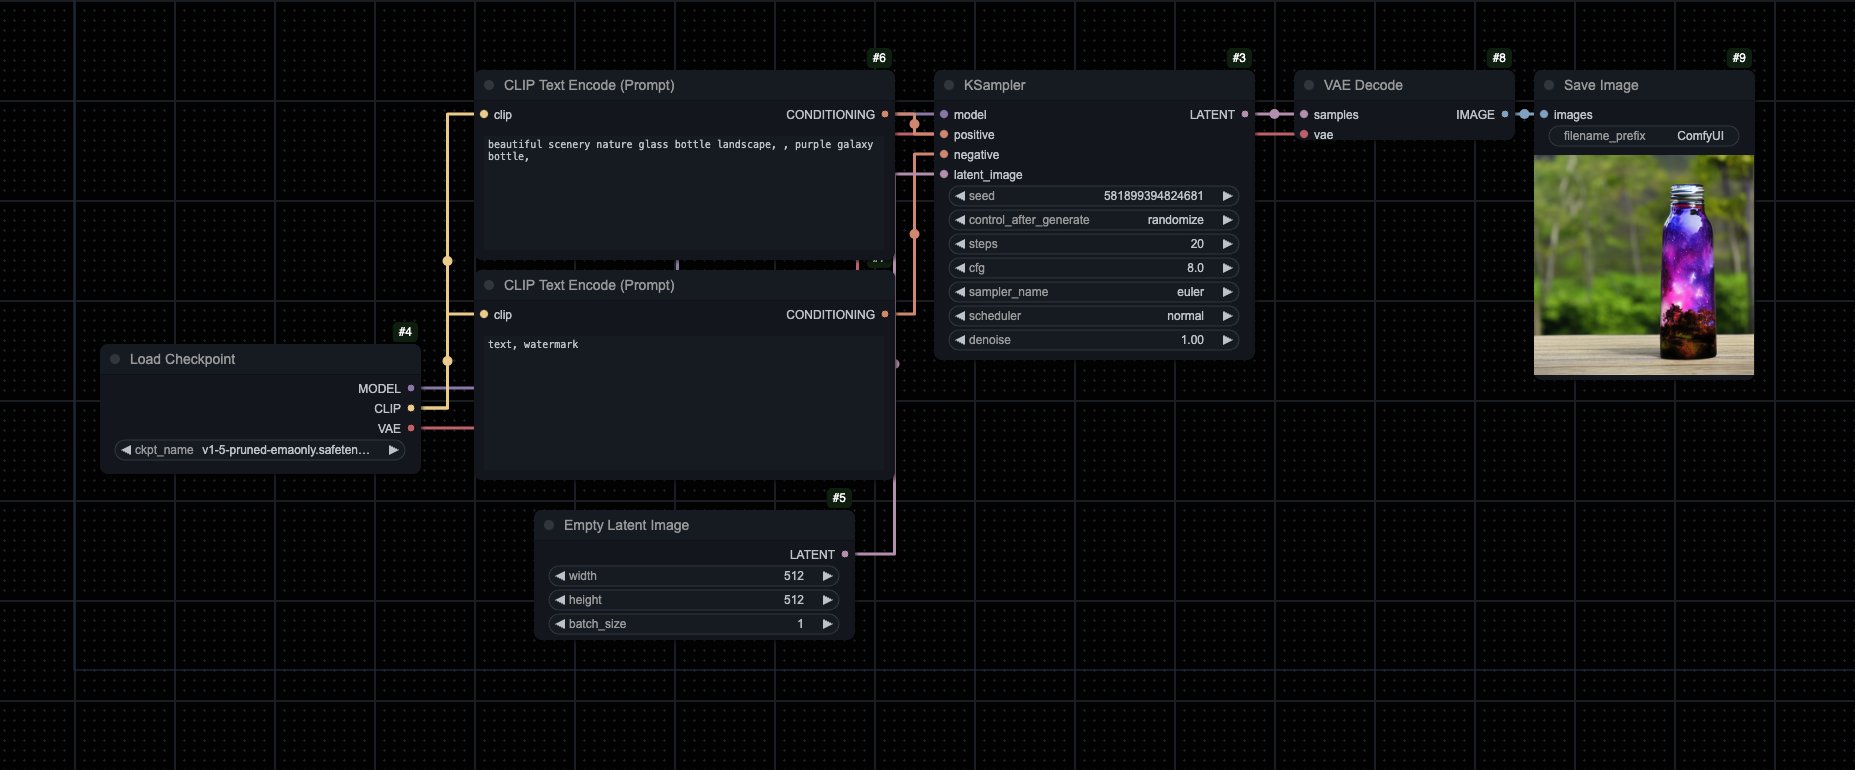 #6
CLIP Text Encode (Prompt)
clip CONDITIONING
beautiful scenery nature glass bottle landscape, , purple galaxy
bottle,
CLIP Text Encode (Prompt)
clip CONDITIONING
text, watermark
#4
Load Checkpoint
MODEL
CLIP
VAE
ckpt_name v1-5-pruned-emaonly.safeten...
#5
Empty Latent Image
LATENT
width 512
height 512
batch_size 1
#3
KSampler
model LATENT
positive
negative
latent_image
seed 581899394824681
control_after_generate randomize
steps 20
cfg 8.0
sampler_name euler
scheduler normal
denoise 1.00
#8
VAE Decode
samples IMAGE
vae
#9
Save Image
images
filename_prefix ComfyUI